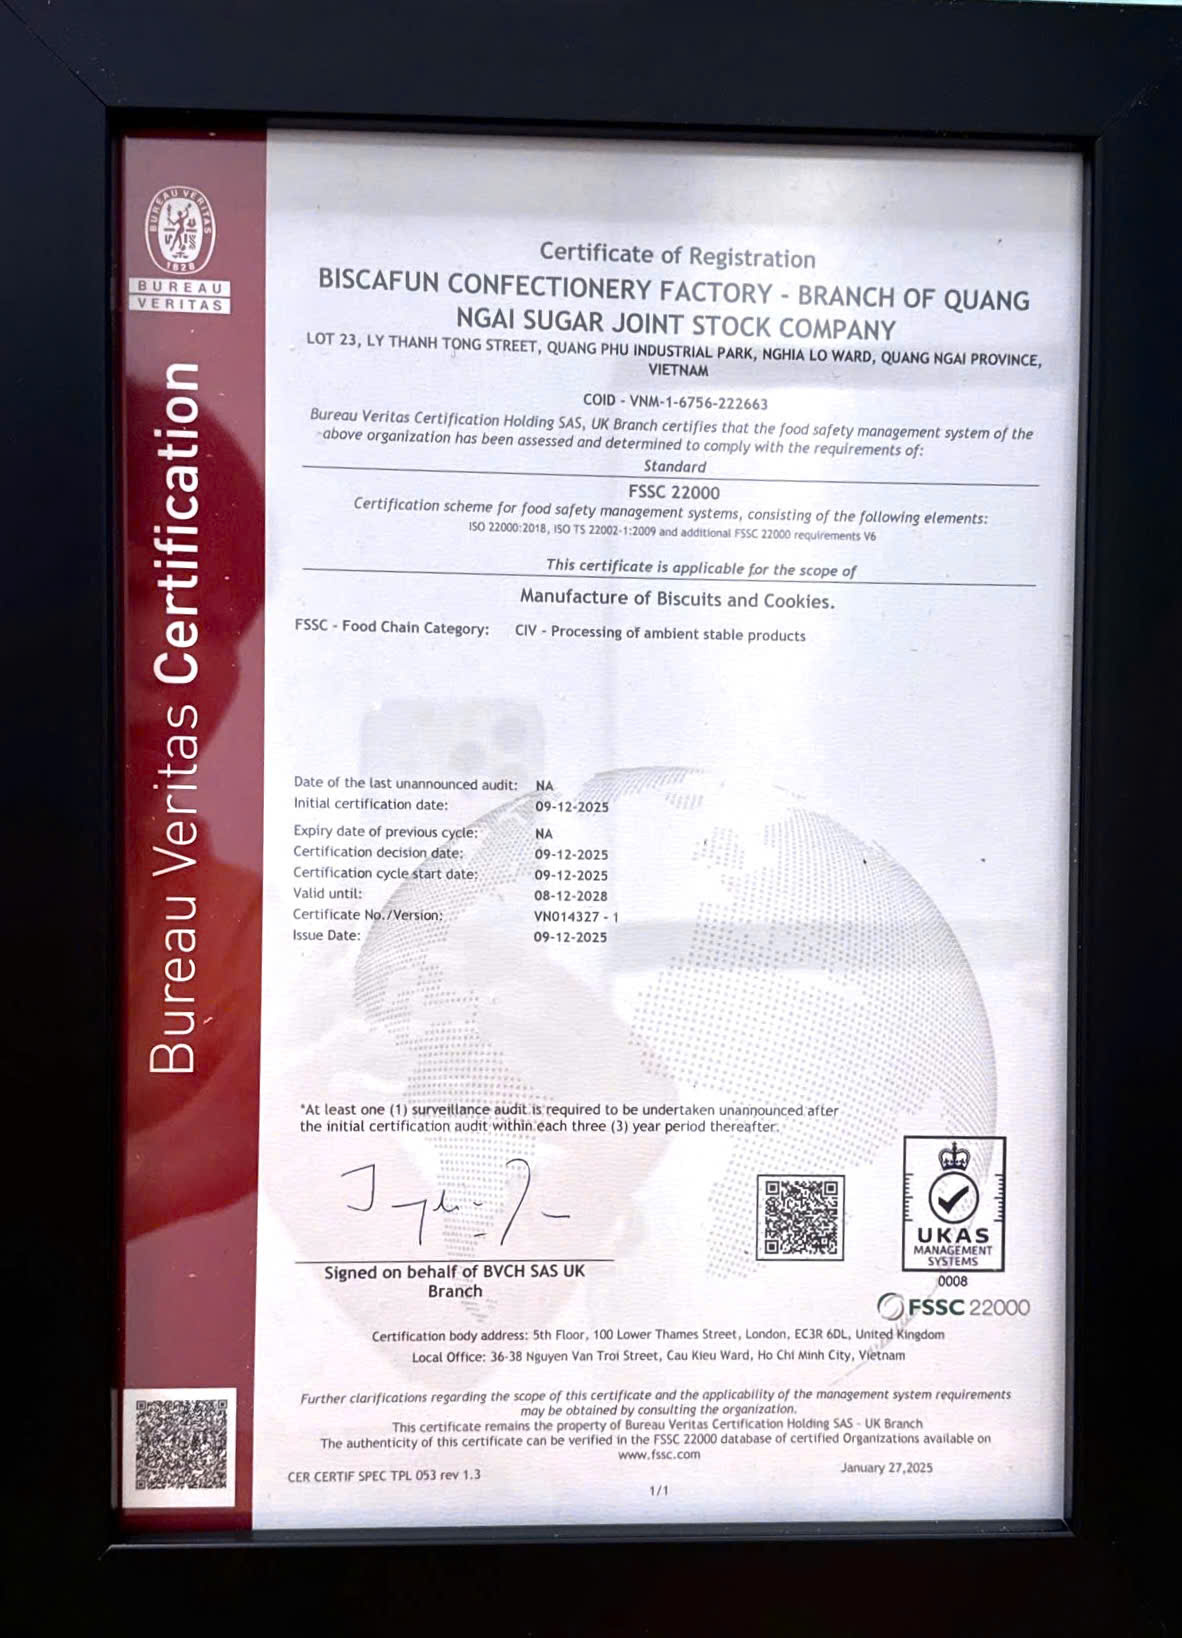 BUREAU VERITAS
1828
BUREAU
VERITAS
Bureau Veritas Certification
Certificate of Registration
BISCAFUN CONFECTIONERY FACTORY - BRANCH OF QUANG
NGAI SUGAR JOINT STOCK COMPANY
LOT 23, LY THANH TONG STREET, QUANG PHU INDUSTRIAL PARK, NGHIA LO WARD, QUANG NGAI PROVINCE,
VIETNAM
COID - VNM-1-6756-222663
Bureau Veritas Certification Holding SAS, UK Branch certifies that the food safety management system of the
above organization has been assessed and determined to comply with the requirements of:
Standard
FSSC 22000
Certification scheme for food safety management systems, consisting of the following elements:
ISO 22000:2018, ISO TS 22002-1:2009 and additional FSSC 22000 requirements V6
This certificate is applicable for the scope of
Manufacture of Biscuits and Cookies.
FSSC - Food Chain Category: CIV - Processing of ambient stable products
Date of the last unannounced audit: NA
Initial certification date: 09-12-2025
Expiry date of previous cycle: NA
Certification decision date: 09-12-2025
Certification cycle start date: 09-12-2025
Valid until: 08-12-2028
Certificate No./Version: VN014327 - 1
Issue Date: 09-12-2025
*At least one (1) surveillance audit is required to be undertaken unannounced after
the initial certification audit within each three (3) year period thereafter.
Signed on behalf of BVCH SAS UK
Branch
UKAS
MANAGEMENT
SYSTEMS
0008
FSSC 22000
Certification body address: 5th Floor, 100 Lower Thames Street, London, EC3R 6DL, United Kingdom
Local Office: 36-38 Nguyen Van Troi Street, Cau Kieu Ward, Ho Chi Minh City, Vietnam
Further clarifications regarding the scope of this certificate and the applicability of the management system requirements
may be obtained by consulting the organization.
This certificate remains the property of Bureau Veritas Certification Holding SAS - UK Branch
The authenticity of this certificate can be verified in the FSSC 22000 database of certified Organizations available on
www.fssc.com
CER CERTIF SPEC TPL 053 rev 1.3
January 27,2025
1/1